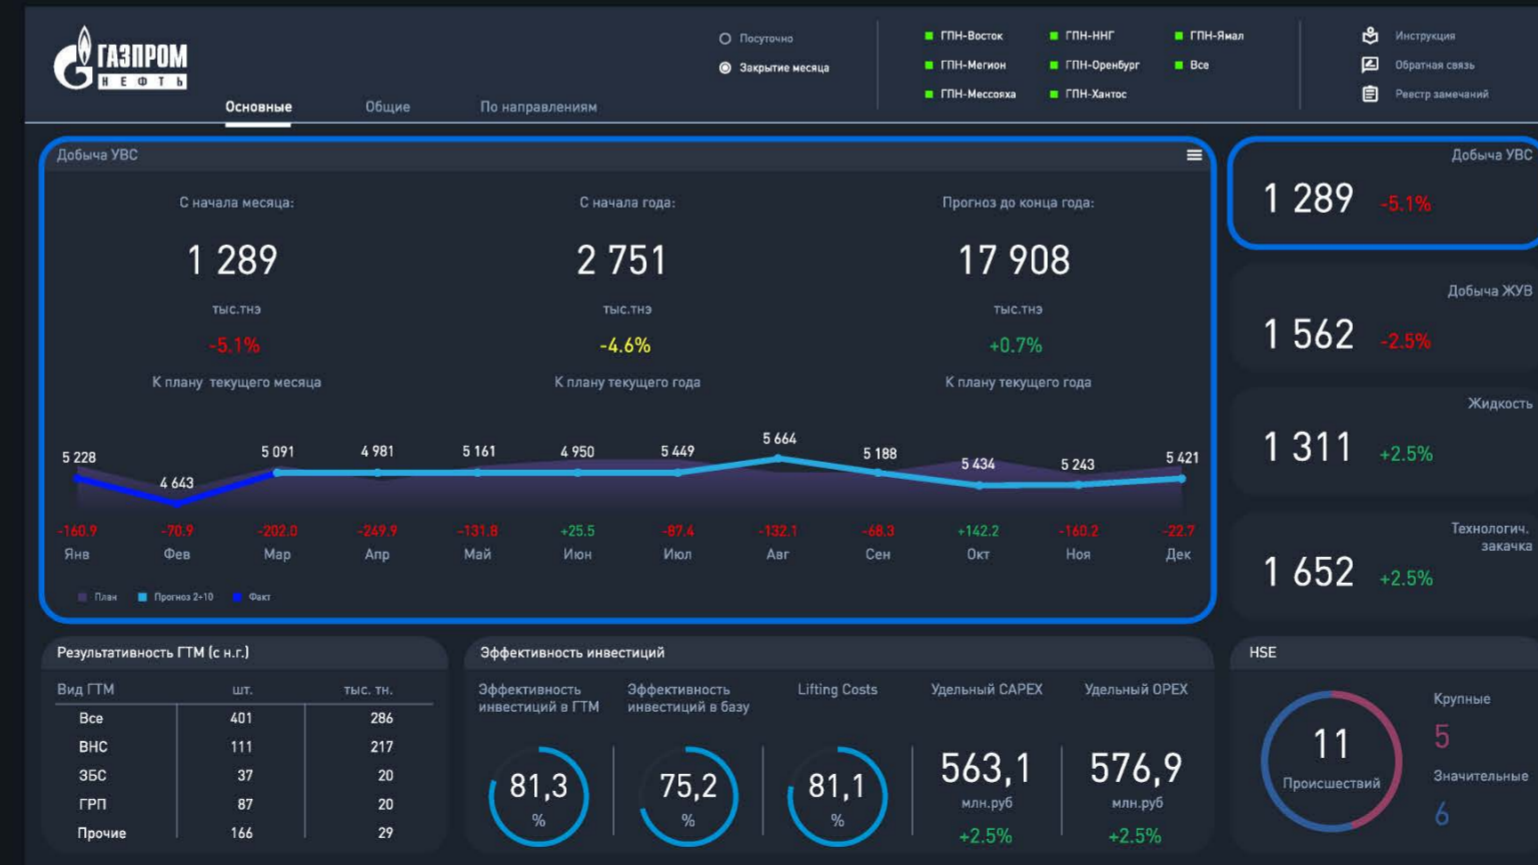 ГАЗПРОМ
НЕФТЬ
Основные
Общие
По направлениям
Посуточно
Закрытие месяца
ГПН-Восток
ГПН-ННГ
ГПН-Ямал
ГПН-Мегион
ГПН-Оренбург
Все
ГПН-Мессояха
ГПН-Хантос
Инструкция
Обратная связь
Реестр замечаний
Добыча УВС
С начала месяца:
С начала года:
Прогноз до конца года:
1 289
2 751
17 908
тыс.тнэ
тыс.тнэ
тыс.тнэ
-5.1%
-4.6%
+0.7%
К плану текущего месяца
К плану текущего года
К плану текущего года
5 228
4 643
5 091
4 981
5 161
4 950
5 449
5 664
5 188
5 434
5 243
5 421
-160.9
-70.9
-202.0
-249.9
-131.8
+25.5
-87.4
-132.1
-68.3
+142.2
-160.2
-22.7
Янв
Фев
Мар
Апр
Май
Июн
Июл
Авг
Сен
Окт
Ноя
Дек
План
Прогноз 2+10
Факт
Добыча УВС
1 289 -5.1%
Добыча ЖУВ
1 562 -2.5%
Жидкость
1 311 +2.5%
Технологич.
закачка
1 652 +2.5%
Результативность ГТМ (с н.г.)
Вид ГТМ шт. тыс. тн.
Все 401 286
ВНС 111 217
ЗБС 37 20
ГРП 87 20
Прочие 166 29
Эффективность инвестиций
Эффективность
инвестиций в ГТМ
81,3
%
Эффективность
инвестиций в базу
75,2
%
Lifting Costs
81,1
%
Удельный CAPEX
563,1
млн.руб
+2.5%
Удельный OPEX
576,9
млн.руб
+2.5%
HSE
11
Происшествий
Крупные
5
Значительные
6